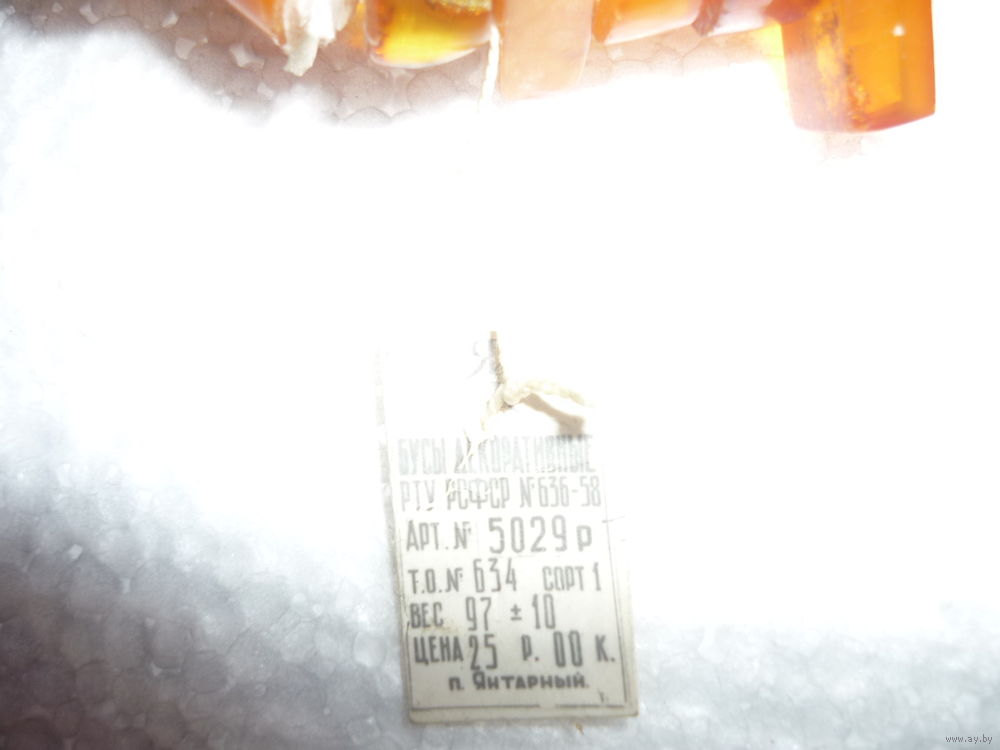 БУСЫ ДЕКОРАТИВНЫЕ
РТУ РСФСР №636-58
АРТ. № 5029р
Т.О.№ 634 СОРТ 1
ВЕС 97 ± 10
ЦЕНА 25 Р. 00 К.
п. Янтарный.
www.ay.by